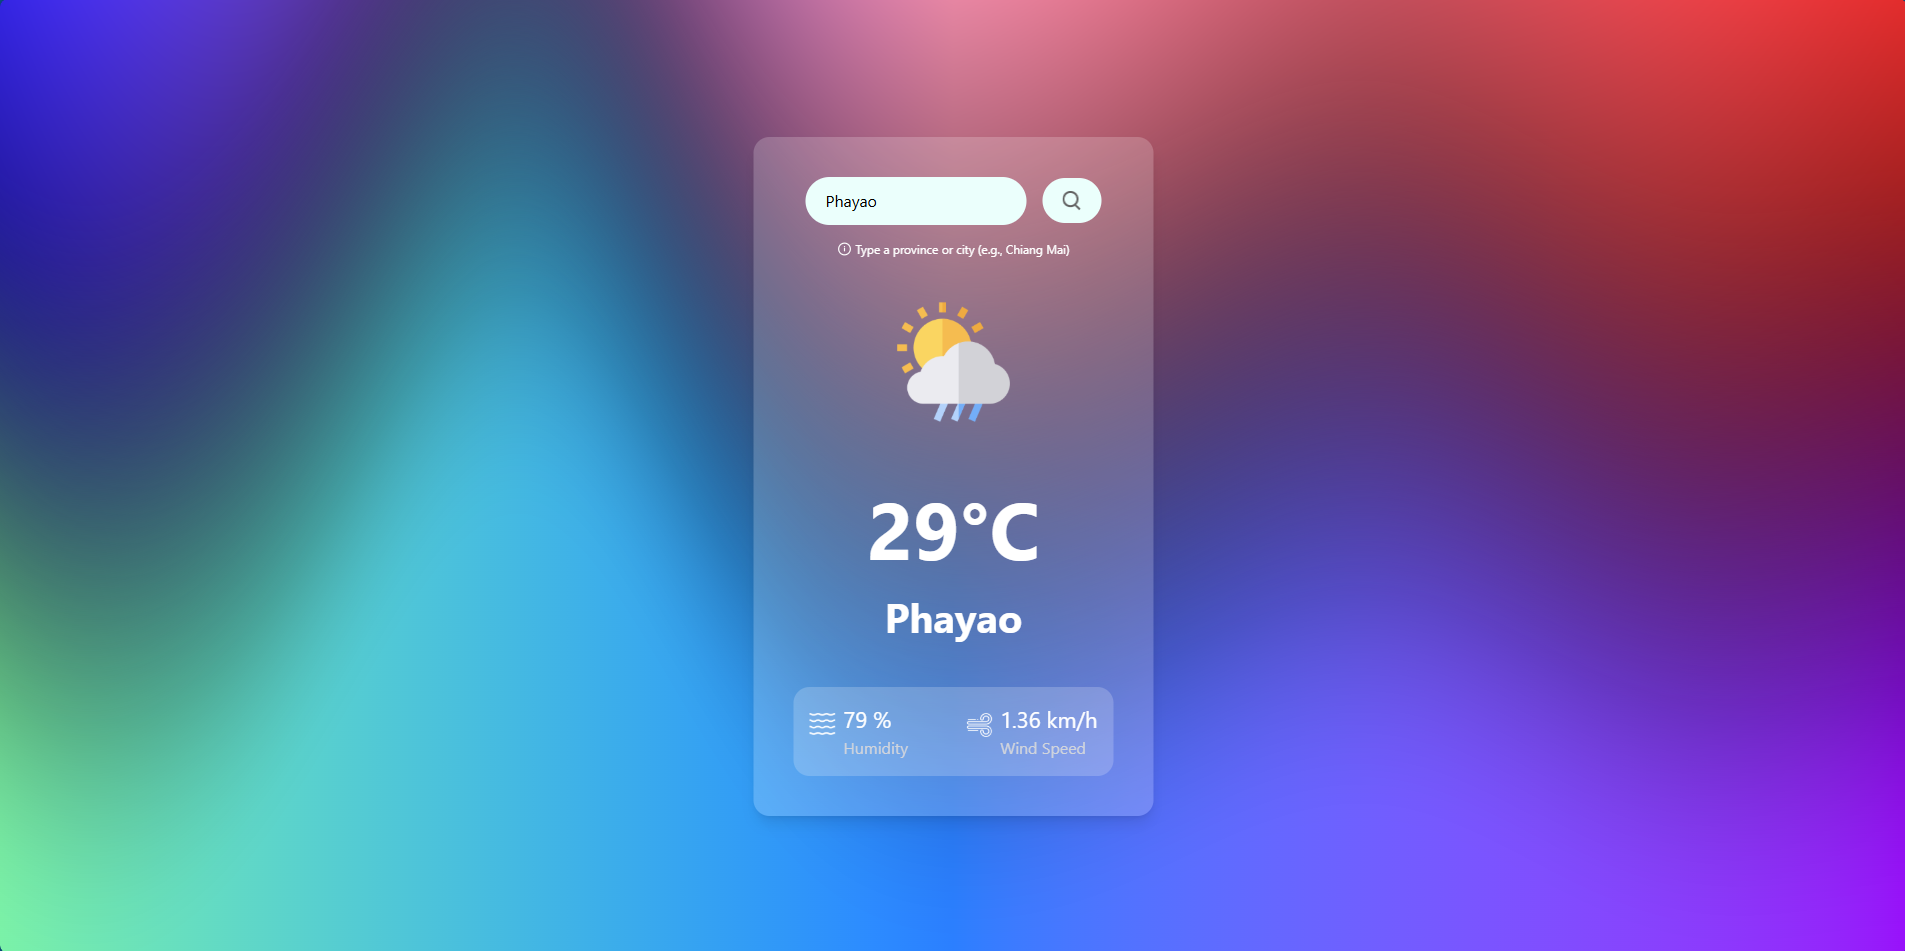 Phayao
Type a province or city (e.g., Chiang Mai)
29°C
Phayao
79 %
Humidity
1.36 km/h
Wind Speed